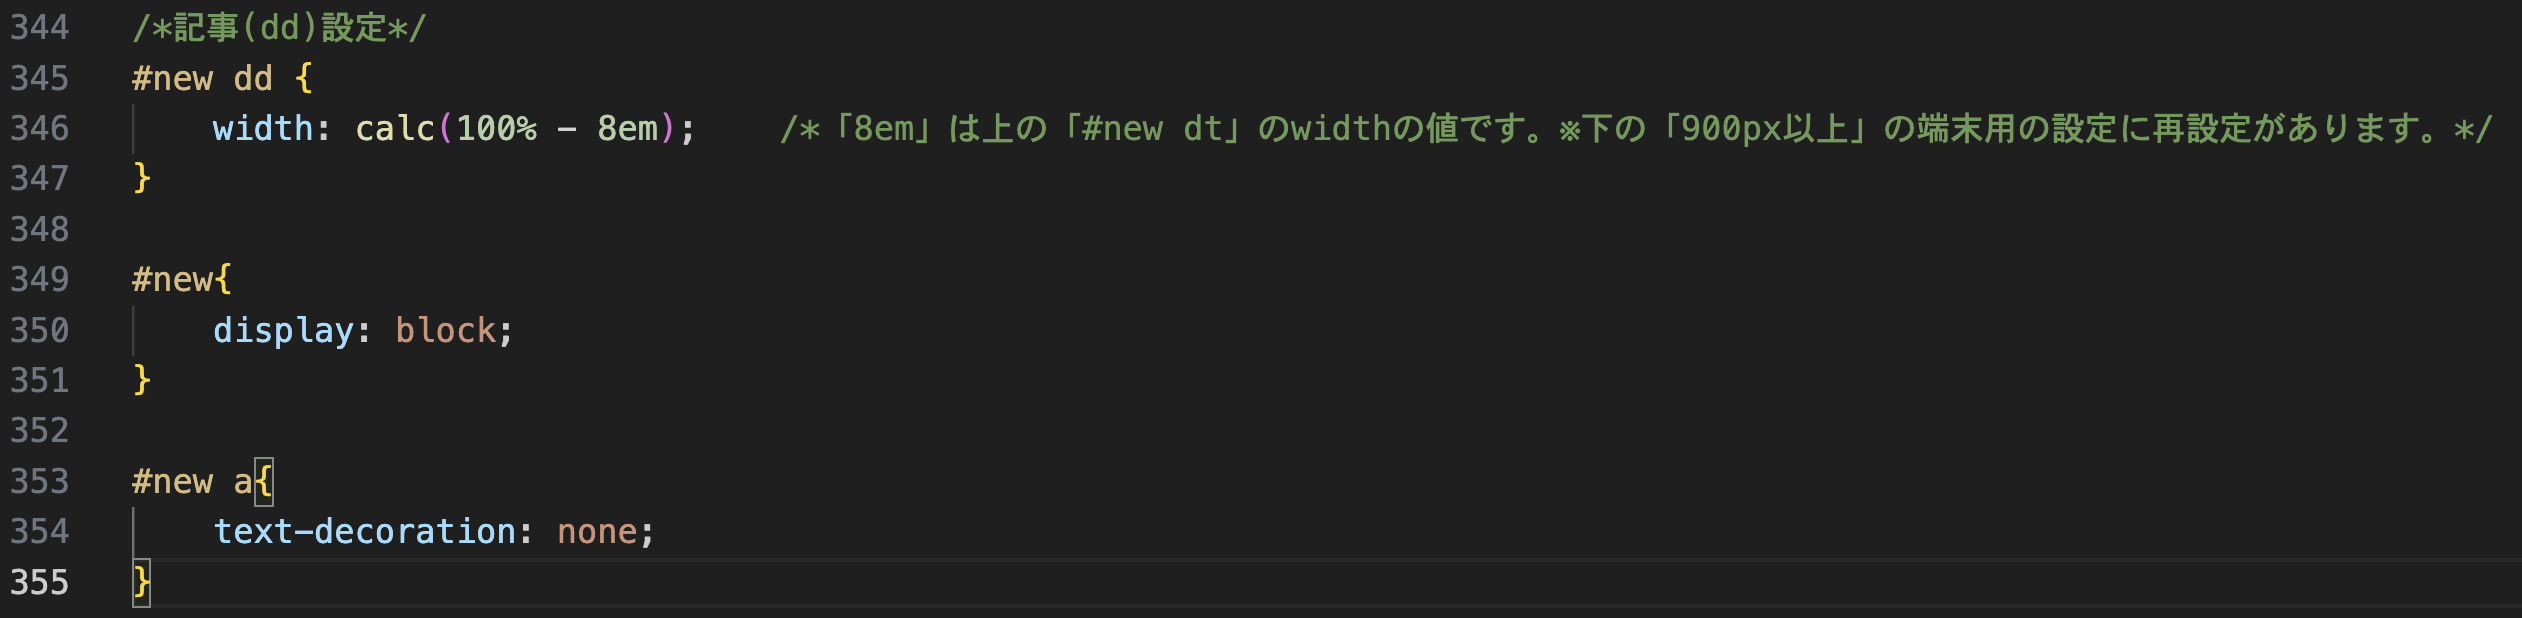 344 /*記事(dd)設定*/
345 #new dd {
346     width: calc(100% - 8em);    /*「8em」は上の「#new dt」のwidthの値です。※下の「900px以上」の端末用の設定に再設定があります。*/
347 }
348
349 #new{
350     display: block;
351 }
352
353 #new a{
354     text-decoration: none;
355 }